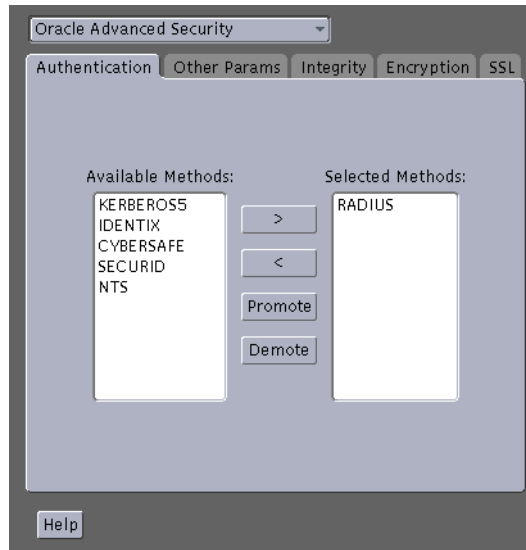 Oracle Advanced Security
Authentication Other Params Integrity Encryption SSL
Available Methods: Selected Methods:
KERBEROS5
IDENTIX
CYBERSAFE
SECURID
NTS
>
<
Promote
Demote
RADIUS
Help